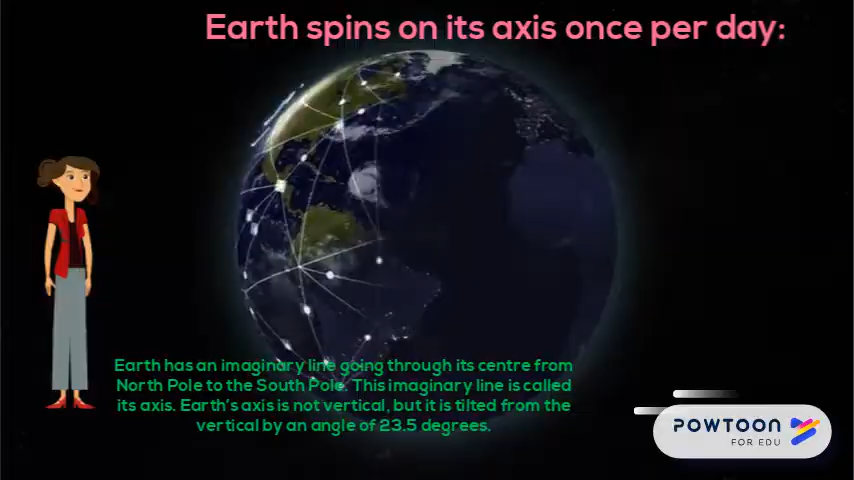 Earth spins on its axis once per day:
Earth has an imaginary line going through its centre from
North Pole to the South Pole. This imaginary line is called
its axis. Earth's axis is not vertical, but it is tilted from the
vertical by an angle of 23.5 degrees.
POWTOON
FOR EDU